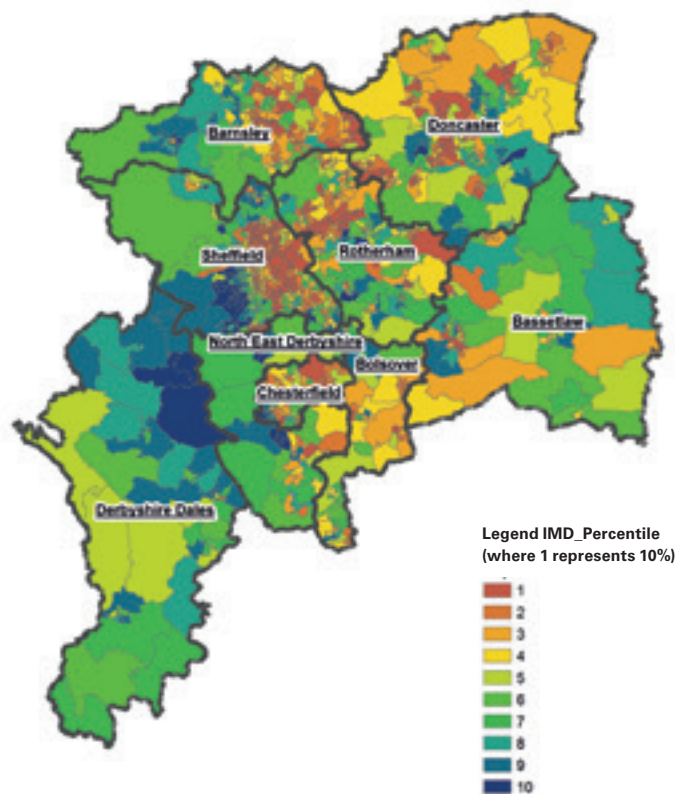 Barnsley
Doncaster
Sheffield
Rotherham
Bassetlaw
North East Derbyshire
Bolsover
Chesterfield
Derbyshire Dales
Legend IMD_Percentile
(where 1 represents 10%)
1
2
3
4
5
6
7
8
9
10